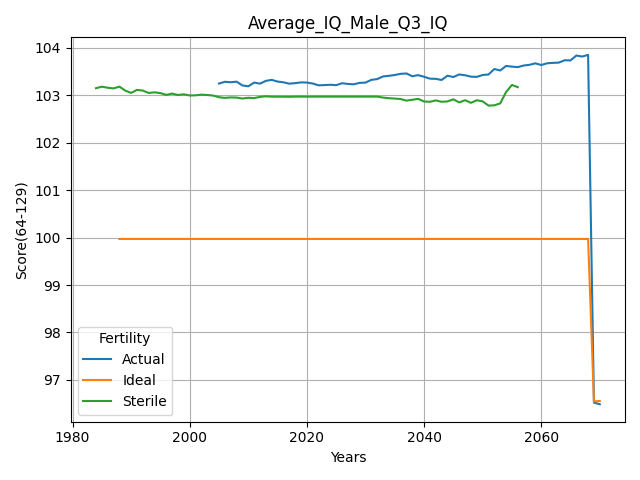 Average_IQ_Male_Q3_IQ
Score(64-129)
104
103
102
101
100
99
98
97
Fertility
Actual
Ideal
Sterile
1980
2000
2020
2040
2060
Years